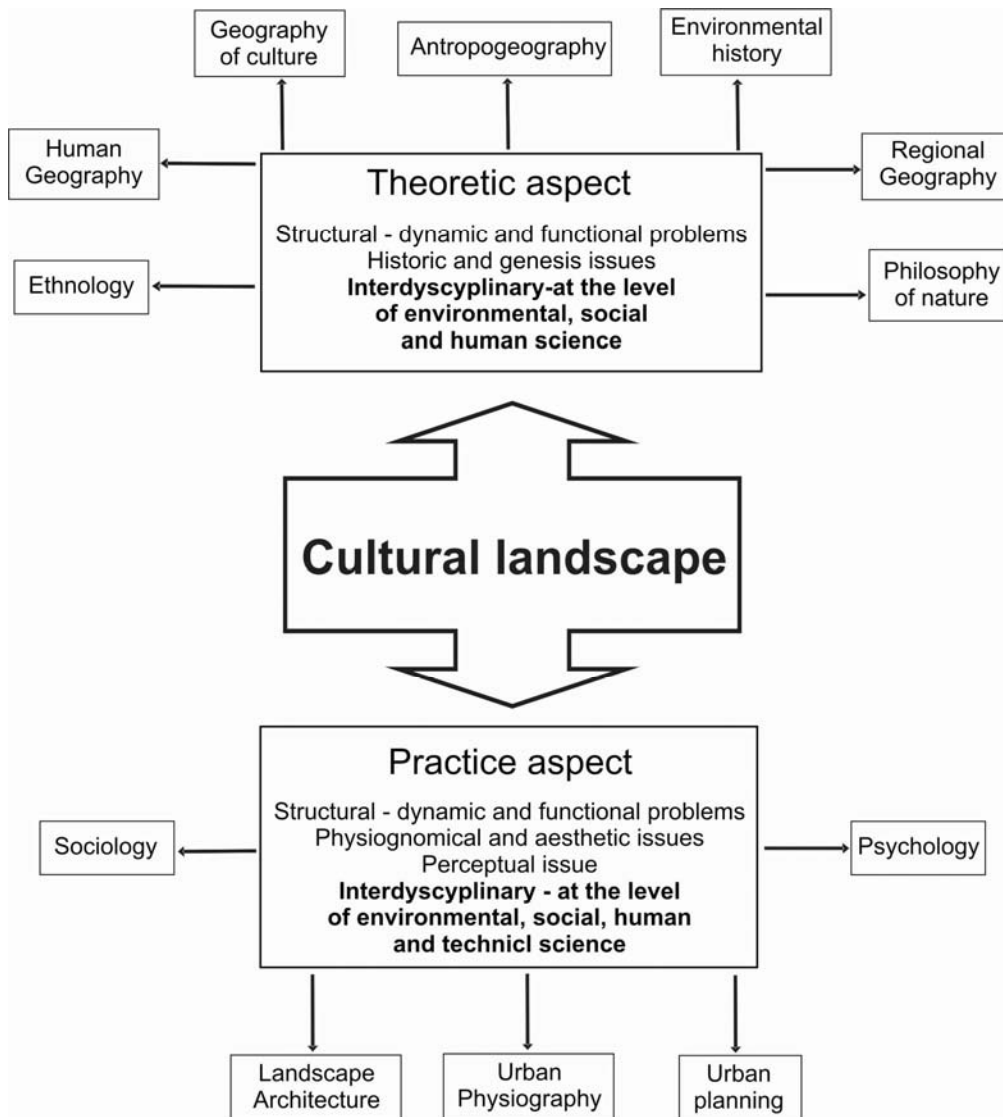 Geography
of culture
Antropogeography
Environmental
history
Human
Geography
Regional
Geography
Ethnology
Philosophy
of nature
Theoretic aspect
Structural - dynamic and functional problems
Historic and genesis issues
Interdyscyplinary-at the level
of environmental, social
and human science
Cultural landscape
Practice aspect
Structural - dynamic and functional problems
Physiognomical and aesthetic issues
Perceptual issue
Interdyscyplinary - at the level
of environmental, social, human
and technicl science
Sociology
Psychology
Landscape
Architecture
Urban
Physiography
Urban
planning